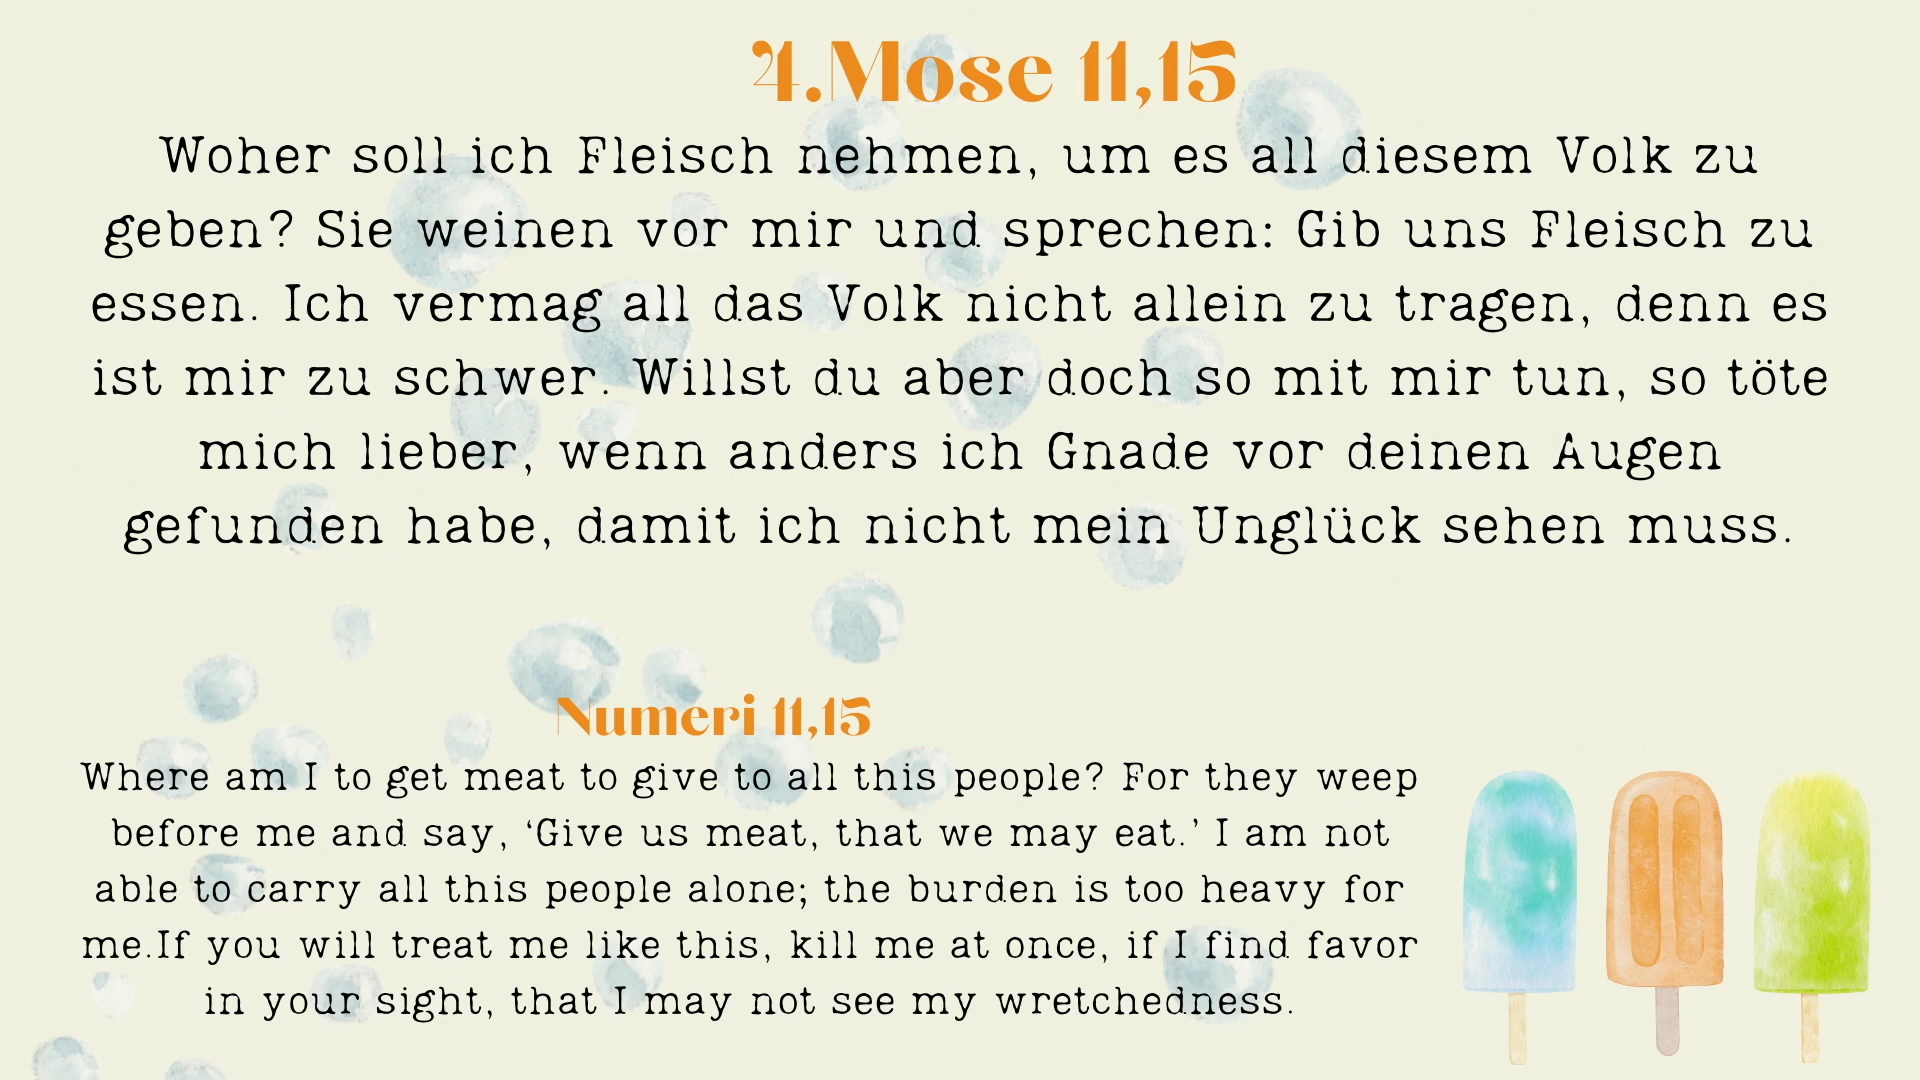 4.Mose 11,15
Woher soll ich Fleisch nehmen, um es all diesem Volk zu
geben? Sie weinen vor mir und sprechen: Gib uns Fleisch zu
essen. Ich vermag all das Volk nicht allein zu tragen, denn es
ist mir zu schwer. Willst du aber doch so mit mir tun, so töte
mich lieber, wenn anders ich Gnade vor deinen Augen
gefunden habe, damit ich nicht mein Unglück sehen muss.
Numeri 11,15
Where am I to get meat to give to all this people? For they weep
before me and say, ‘Give us meat, that we may eat.’ I am not
able to carry all this people alone; the burden is too heavy for
me.If you will treat me like this, kill me at once, if I find favor
in your sight, that I may not see my wretchedness.